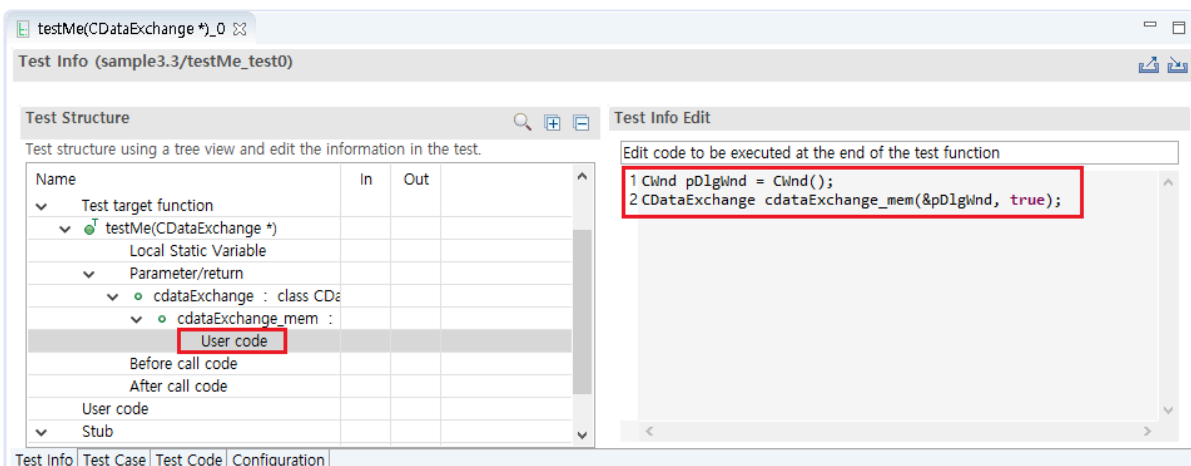 testMe(CDataExchange *)_0
Test Info (sample3.3/testMe_test0)
Test Structure
Test structure using a tree view and edit the information in the test.
Name In Out
Test target function
testMe(CDataExchange *)
Local Static Variable
Parameter/return
cdataExchange : class CDa
cdataExchange_mem :
User code
Before call code
After call code
User code
Stub
Test Info Edit
Edit code to be executed at the end of the test function
1 CWnd pDlgWnd = CWnd();
2 CDataExchange cdataExchange_mem(&pDlgWnd, true);
Test Info Test Case Test Code Configuration